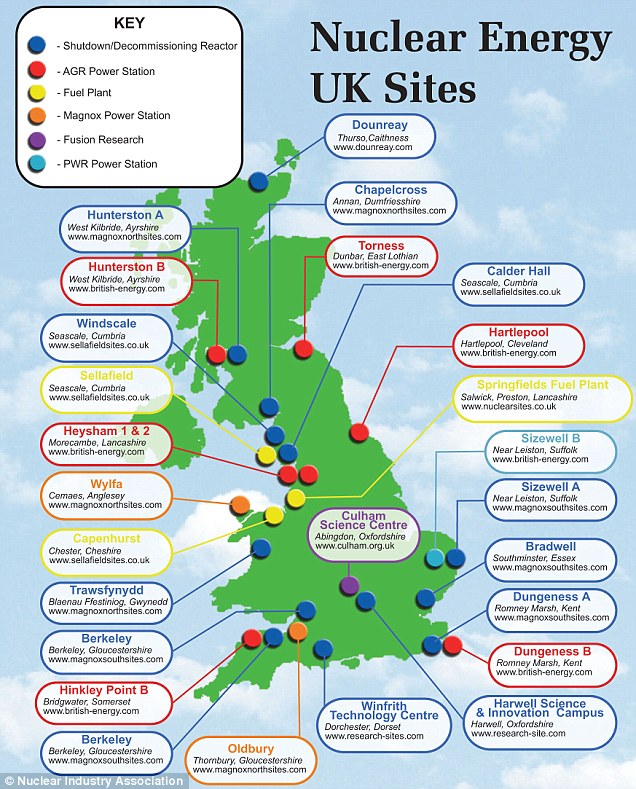 KEY
- Shutdown/Decommissioning Reactor
- AGR Power Station
- Fuel Plant
- Magnox Power Station
- Fusion Research
- PWR Power Station
Nuclear Energy
UK Sites
Dounreay
Thurso,Caithness
www.dounreay.com
Chapelcross
Annan, Dumfriesshire
www.magnoxnorthsites.com
Hunterston A
West Kilbride, Ayrshire
www.magnoxnorthsites.com
Torness
Dunbar, East Lothian
www.british-energy.com
Hunterston B
West Kilbride, Ayrshire
www.british-energy.com
Calder Hall
Seascale, Cumbria
www.sellafieldsites.co.uk
Windscale
Seascale, Cumbria
www.sellafieldsites.co.uk
Hartlepool
Hartlepool, Cleveland
www.british-energy.com
Sellafield
Seascale, Cumbria
www.sellafieldsites.co.uk
Springfields Fuel Plant
Salwick, Preston, Lancashire
www.nuclearsites.co.uk
Heysham 1 & 2
Morecambe, Lancashire
www.british-energy.com
Sizewell B
Near Leiston, Suffolk
www.british-energy.com
Wylfa
Cemaes, Anglesey
www.magnoxnorthsites.com
Sizewell A
Near Leiston, Suffolk
www.magnoxsouthsites.com
Culham
Science Centre
Abingdon, Oxfordshire
www.culham.org.uk
Capenhurst
Chester, Cheshire
www.sellafieldsites.co.uk
Bradwell
Southminster, Essex
www.magnoxsouthsites.com
Trawsfynydd
Blaenau Ffestiniog, Gwynedd
www.magnoxnorthsites.com
Dungeness A
Romney Marsh, Kent
www.magnoxsouthsites.com
Berkeley
Berkeley, Gloucestershire
www.magnoxsouthsites.com
Dungeness B
Romney Marsh, Kent
www.british-energy.com
Hinkley Point B
Bridgwater, Somerset
www.british-energy.com
Winfrith
Technology Centre
Dorchester, Dorset
www.research-sites.com
Harwell Science
& Innovation Campus
Harwell, Oxfordshire
www.research-site.com
Berkeley
Berkeley, Gloucestershire
www.magnoxsouthsites.com
Oldbury
Thornbury, Gloucestershire
www.magnoxnorthsites.com
© Nuclear Industry Association